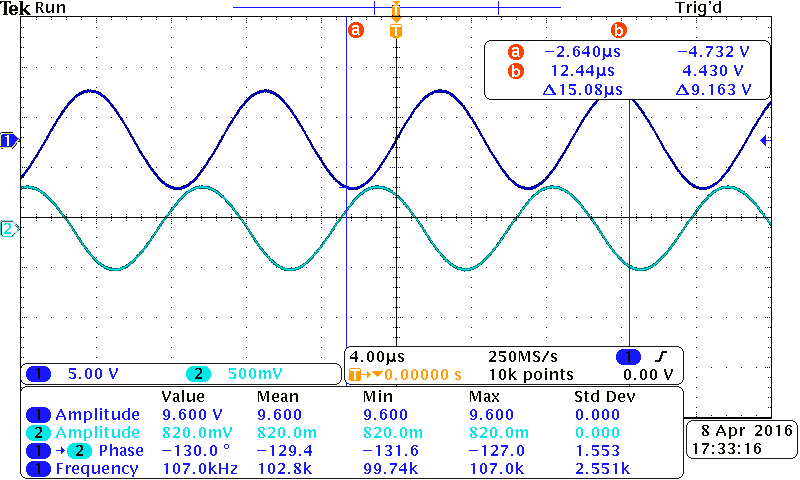 Tek Run T Trig'd
a T b
a −2.640µs −4.732 V
b 12.44µs 4.430 V
Δ15.08µs Δ9.163 V
1
2
1 5.00 V 2 500mV
4.00µs 250MS/s 1
T→▼0.00000 s 10k points 0.00 V
Value Mean Min Max Std Dev
1 Amplitude 9.600 V 9.600 9.600 9.600 0.000
2 Amplitude 820.0mV 820.0m 820.0m 820.0m 0.000
1 → 2 Phase −130.0 ° −129.4 −131.6 −127.0 1.553
1 Frequency 107.0kHz 102.8k 99.74k 107.0k 2.551k
8 Apr 2016
17:33:16